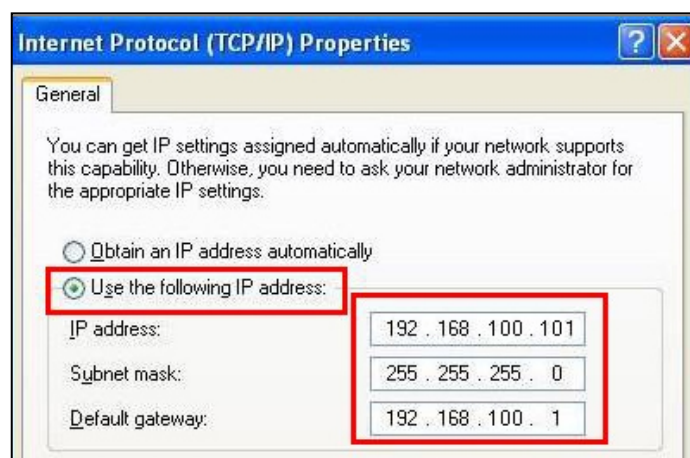 Internet Protocol (TCP/IP) Properties
General
You can get IP settings assigned automatically if your network supports
this capability. Otherwise, you need to ask your network administrator for
the appropriate IP settings.
Obtain an IP address automatically
Use the following IP address:
IP address: 192 . 168 . 100 . 101
Subnet mask: 255 . 255 . 255 . 0
Default gateway: 192 . 168 . 100 . 1